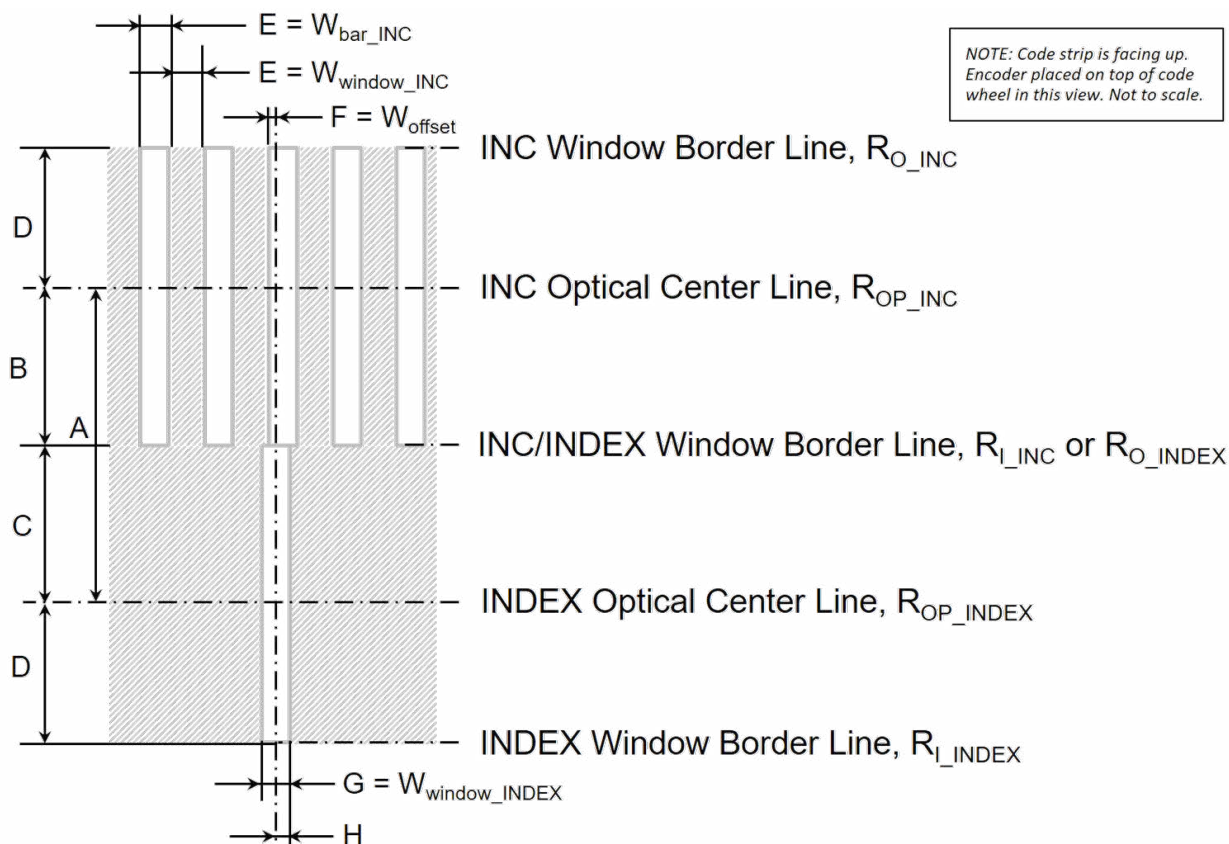 E = W_bar_INC
E = W_window_INC
F = W_offset
NOTE: Code strip is facing up.
Encoder placed on top of code
wheel in this view. Not to scale.
INC Window Border Line, R_O_INC
D
INC Optical Center Line, R_OP_INC
B
A
INC/INDEX Window Border Line, R_I_INC or R_O_INDEX
C
INDEX Optical Center Line, R_OP_INDEX
D
INDEX Window Border Line, R_I_INDEX
G = W_window_INDEX
H